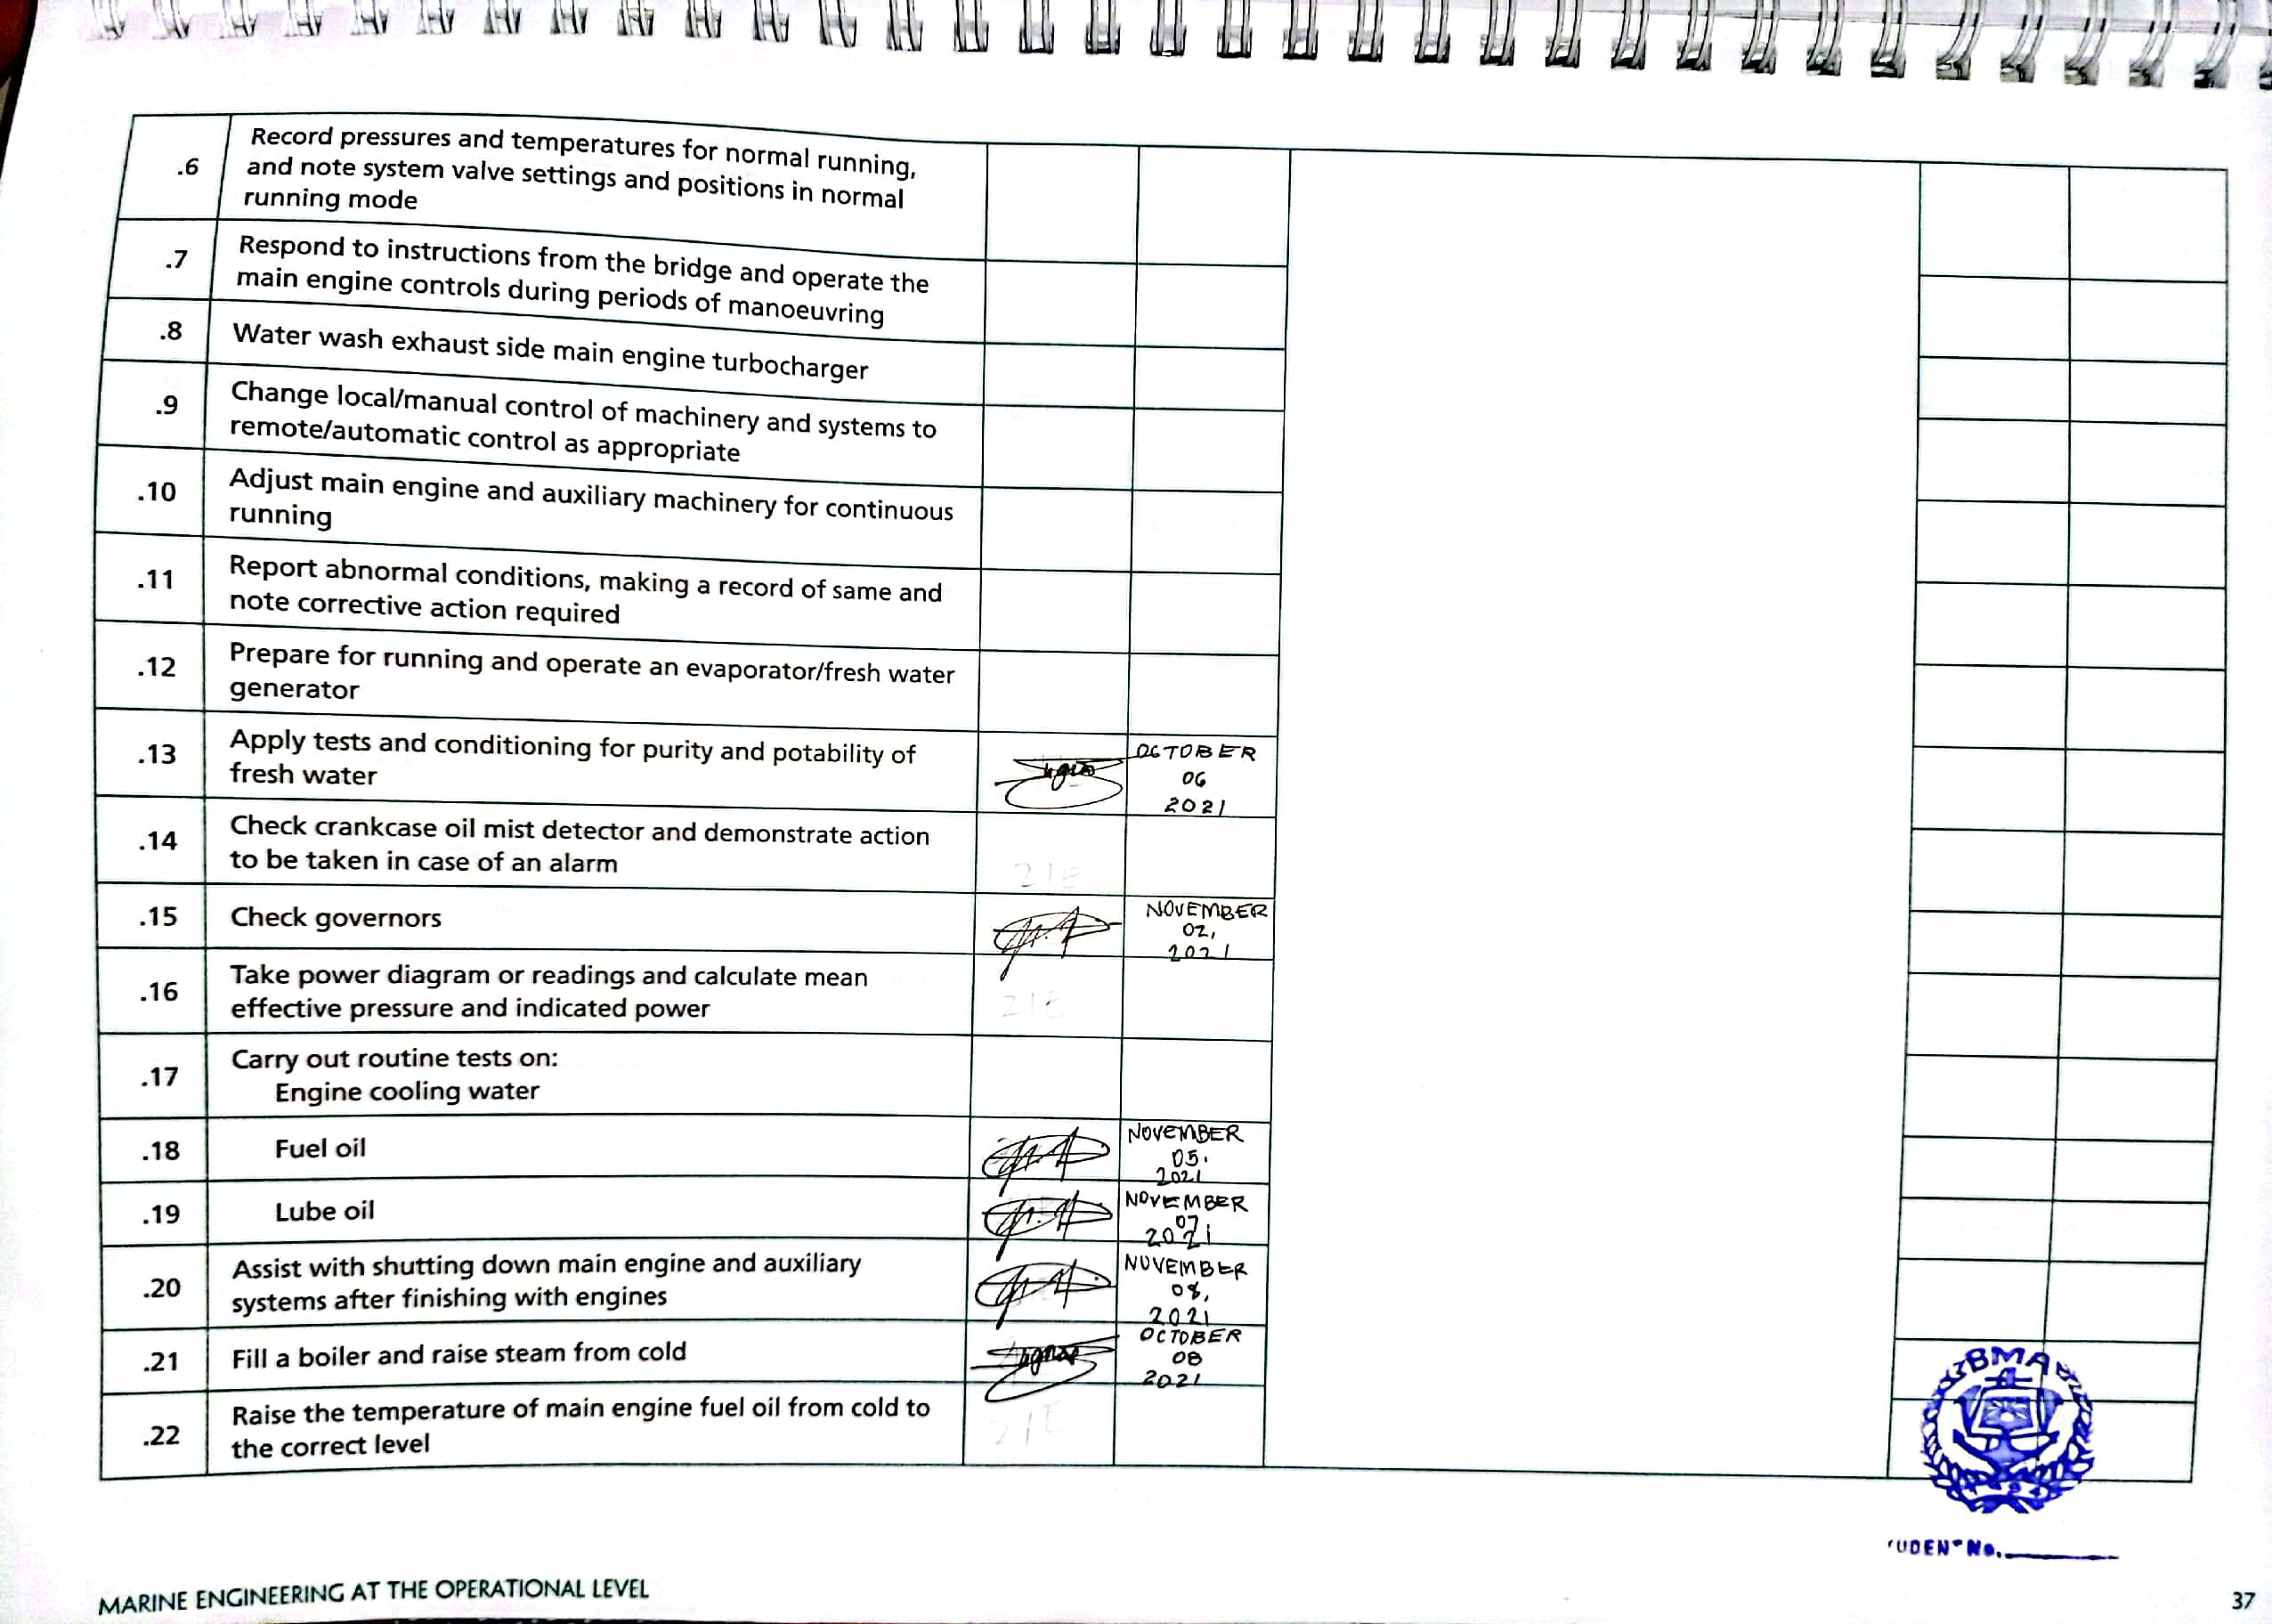 .6
Record pressures and temperatures for normal running,
and note system valve settings and positions in normal
running mode
.7
Respond to instructions from the bridge and operate the
main engine controls during periods of manoeuvring
.8
Water wash exhaust side main engine turbocharger
.9
Change local/manual control of machinery and systems to
remote/automatic control as appropriate
.10
Adjust main engine and auxiliary machinery for continuous
running
.11
Report abnormal conditions, making a record of same and
note corrective action required
.12
Prepare for running and operate an evaporator/fresh water
generator
.13
Apply tests and conditioning for purity and potability of
fresh water
OCTOBER
06
2021
.14
Check crankcase oil mist detector and demonstrate action
to be taken in case of an alarm
2/E
.15
Check governors
NOVEMBER
02,
2021
.16
Take power diagram or readings and calculate mean
effective pressure and indicated power
2/E
.17
Carry out routine tests on:
Engine cooling water
.18
Fuel oil
NOVEMBER
05.
2021
.19
Lube oil
NOVEMBER
07
2021
.20
Assist with shutting down main engine and auxiliary
systems after finishing with engines
NOVEMBER
08,
2021
.21
Fill a boiler and raise steam from cold
OCTOBER
08
2021
.22
Raise the temperature of main engine fuel oil from cold to
the correct level
2/E
No.
MARINE ENGINEERING AT THE OPERATIONAL LEVEL
37